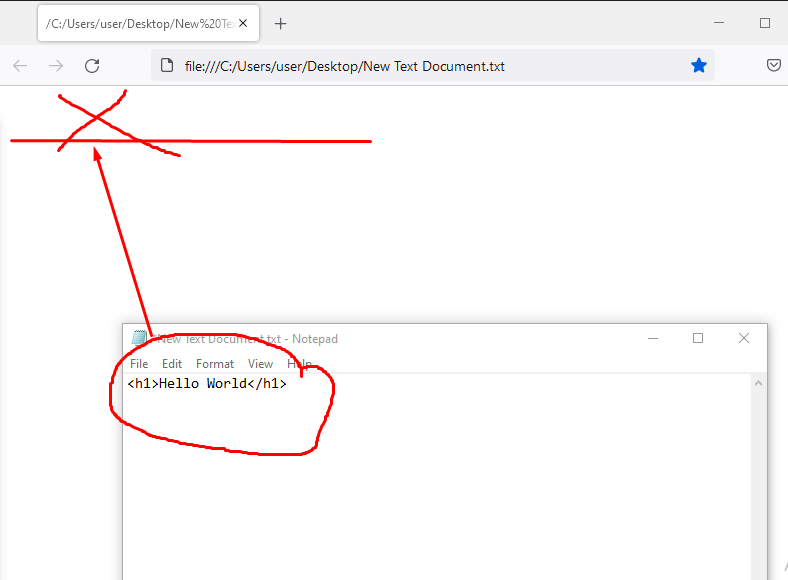 /C:/Users/user/Desktop/New%20Te
file:///C:/Users/user/Desktop/New Text Document.txt
*New Text Document.txt - Notepad
File Edit Format View Help
<h1>Hello World</h1>